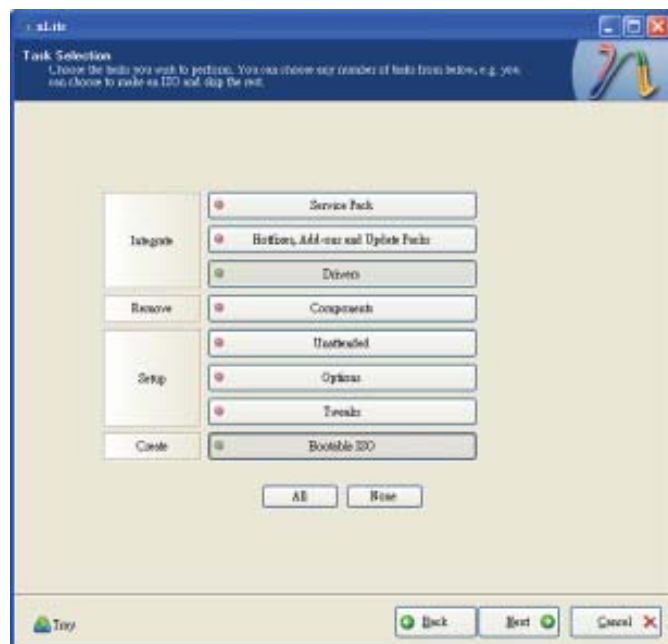 nLite
Task Selection
Choose the tasks you wish to perform. You can choose any number of tasks from below, e.g. you
can choose to make an ISO and skip the rest.
Integrate
Service Pack
Hotfixes, Add-ons and Update Packs
Drivers
Remove
Components
Setup
Unattended
Options
Tweaks
Create
Bootable ISO
All
None
Tray
Back
Next
Cancel